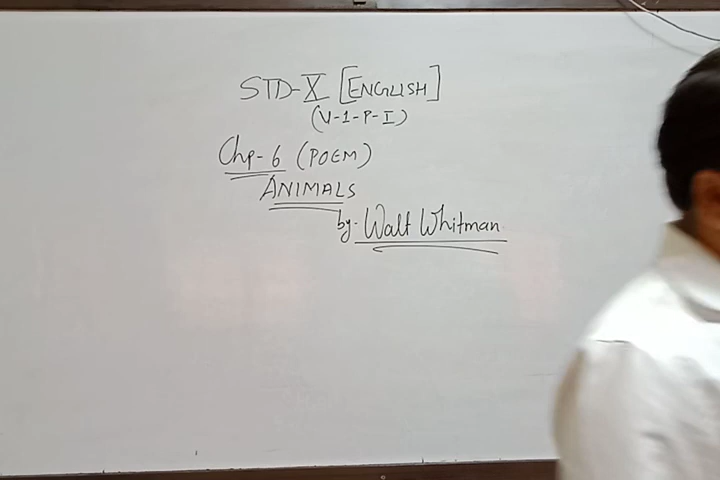 STD-X [ENGLISH]
(V-1-P-I)
Chp-6 (POEM)
ANIMALS
by- Walt Whitman